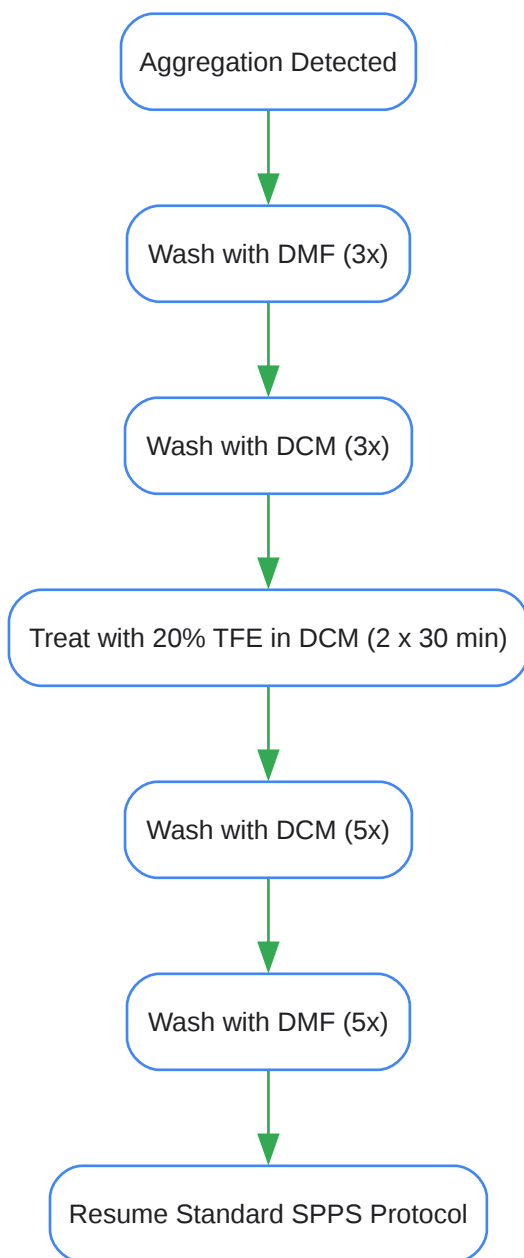 Aggregation Detected
Wash with DMF (3x)
Wash with DCM (3x)
Treat with 20% TFE in DCM (2 x 30 min)
Wash with DCM (5x)
Wash with DMF (5x)
Resume Standard SPPS Protocol